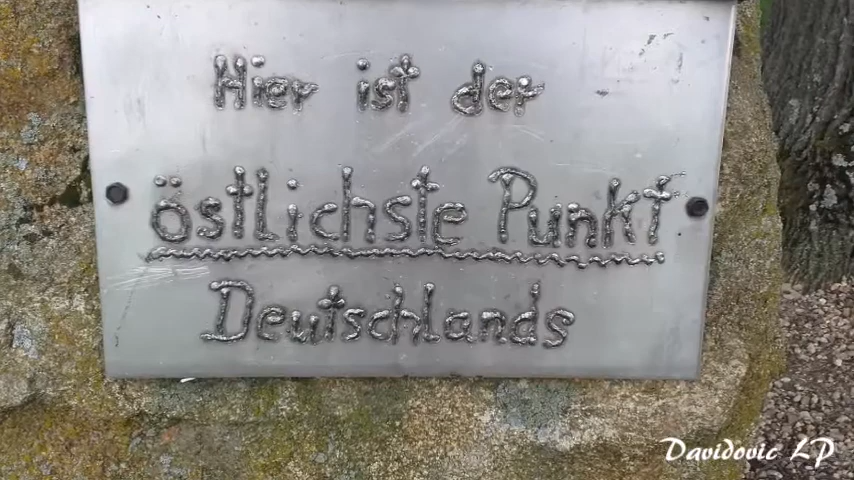 Hier ist der
östlichste Punkt
Deutschlands
Davidovic LP